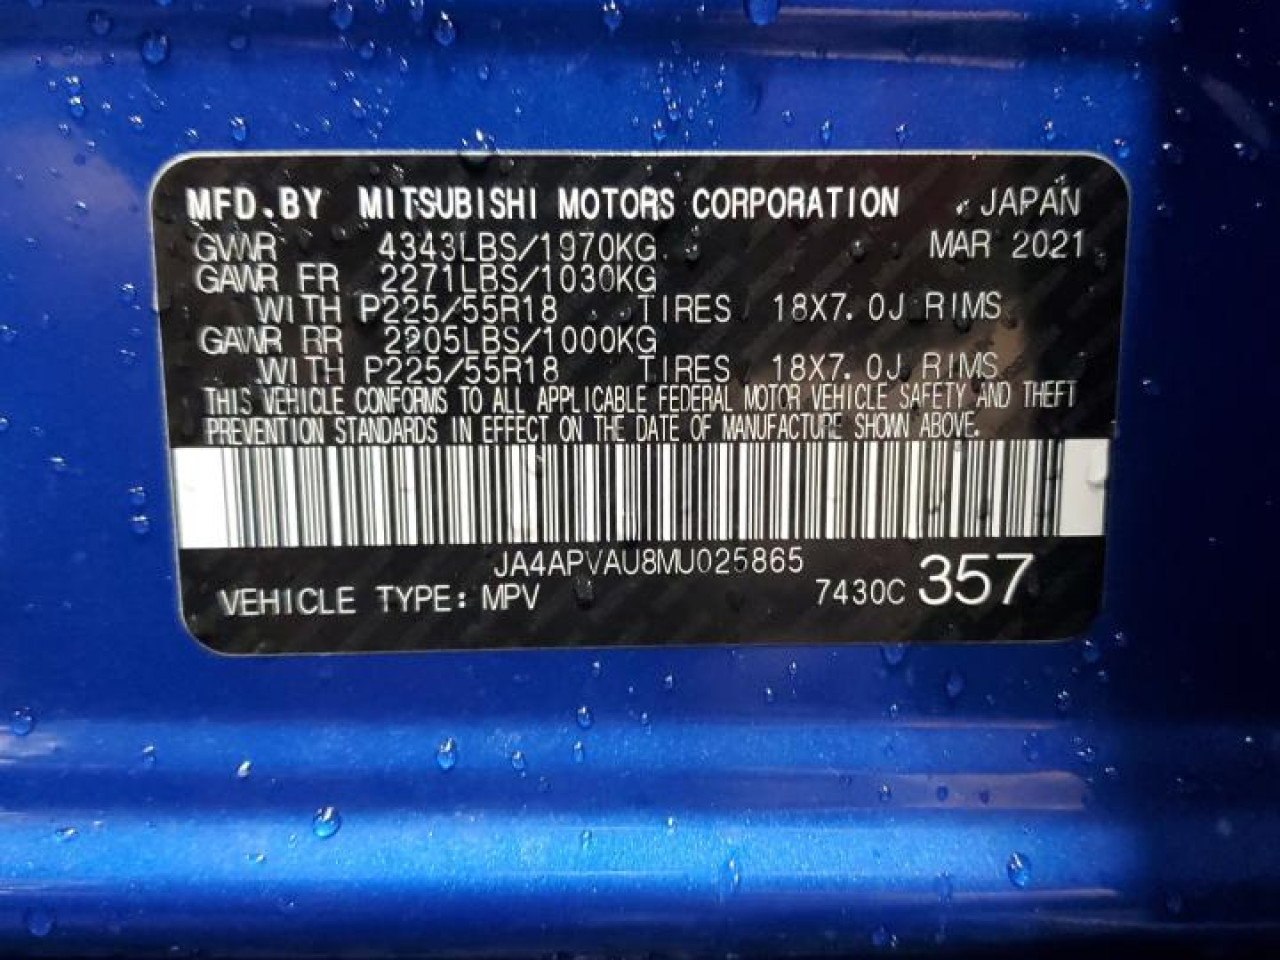 MFD.BY MITSUBISHI MOTORS CORPORATION JAPAN
GVWR 4343LBS/1970KG MAR 2021
GAWR FR 2271LBS/1030KG
WITH P225/55R18 TIRES 18X7.0J RIMS
GAWR RR 2205LBS/1000KG
WITH P225/55R18 TIRES 18X7.0J RIMS
THIS VEHICLE CONFORMS TO ALL APPLICABLE FEDERAL MOTOR VEHICLE SAFETY AND THEFT
PREVENTION STANDARDS IN EFFECT ON THE DATE OF MANUFACTURE SHOWN ABOVE.
JA4APVAU8MU025865
VEHICLE TYPE: MPV 7430C 357